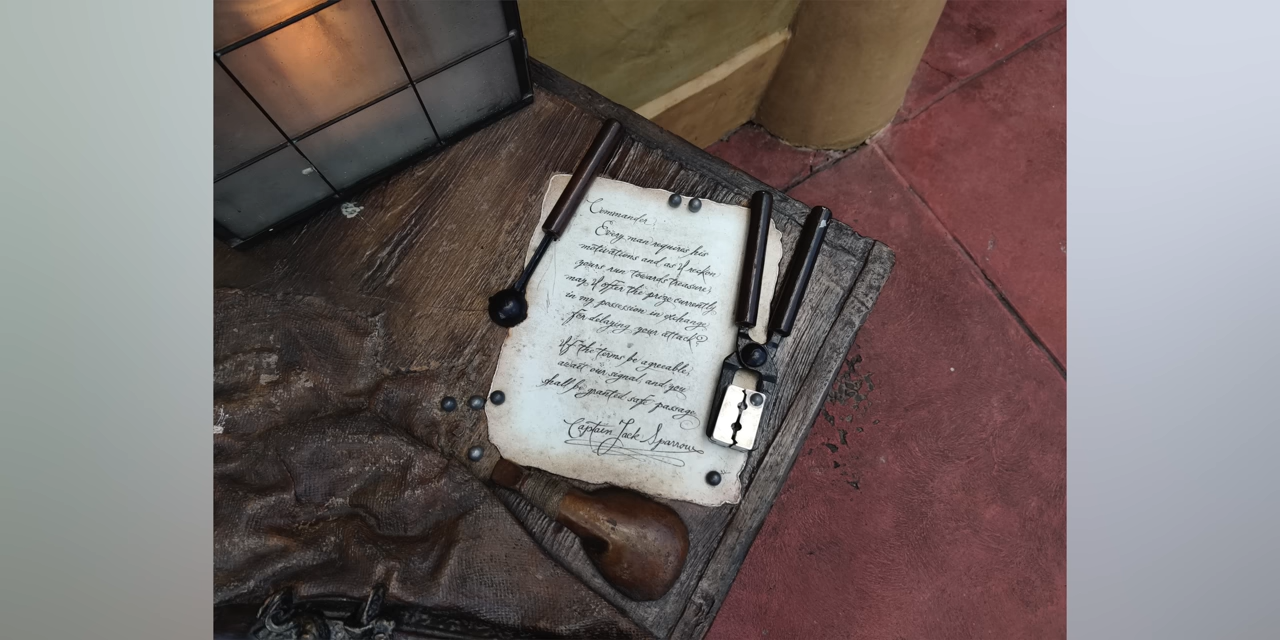 Commander:
Every man requires his
motivations and as I reckon
yours run towards treasure;
may I offer the prize currently
in my possession in exchange
for delaying your attack?
If the terms be agreeable,
await our signal, and you
shall be granted safe passage
Captain Jack Sparrow